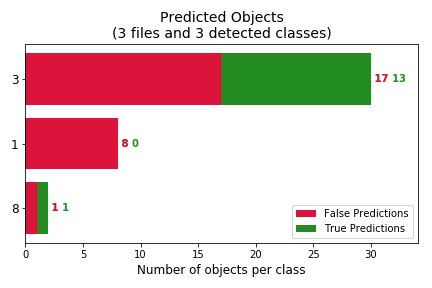 Predicted Objects
(3 files and 3 detected classes)
3
17 13
1
8 0
8
1 1
False Predictions
True Predictions
0 5 10 15 20 25 30
Number of objects per class